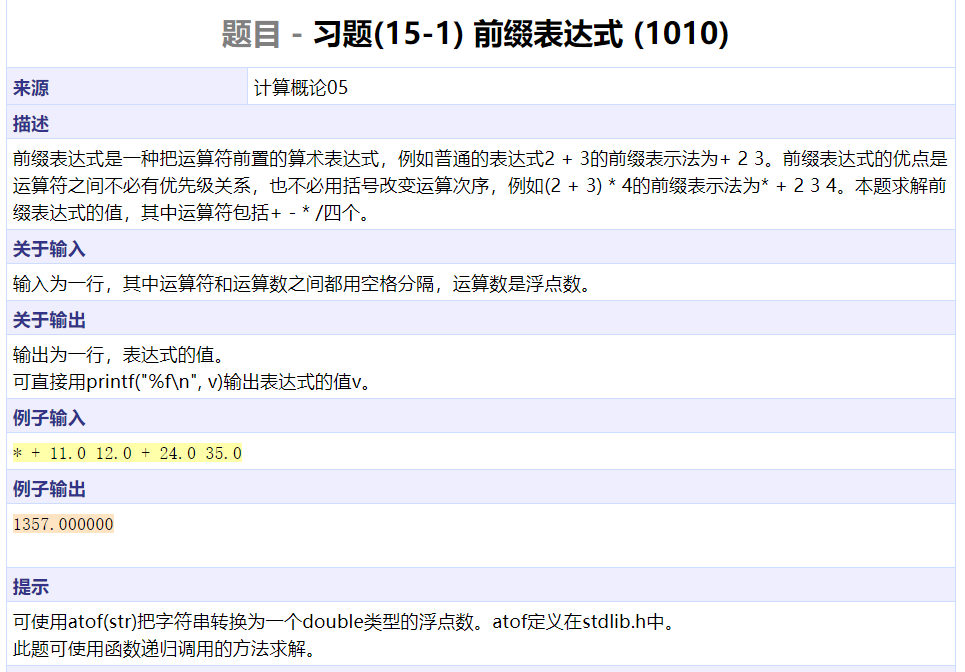 题目 - 习题(15-1) 前缀表达式 (1010)
来源 计算概论05
描述
前缀表达式是一种把运算符前置的算术表达式，例如普通的表达式2 + 3的前缀表示法为+ 2 3。前缀表达式的优点是
运算符之间不必有优先级关系，也不必用括号改变运算次序，例如(2 + 3) * 4的前缀表示法为* + 2 3 4。本题求解前
缀表达式的值，其中运算符包括+ - * /四个。
关于输入
输入为一行，其中运算符和运算数之间都用空格分隔，运算数是浮点数。
关于输出
输出为一行，表达式的值。
可直接用printf("%f\n", v)输出表达式的值v。
例子输入
* + 11.0 12.0 + 24.0 35.0
例子输出
1357.000000
提示
可使用atof(str)把字符串转换为一个double类型的浮点数。atof定义在stdlib.h中。
此题可使用函数递归调用的方法求解。